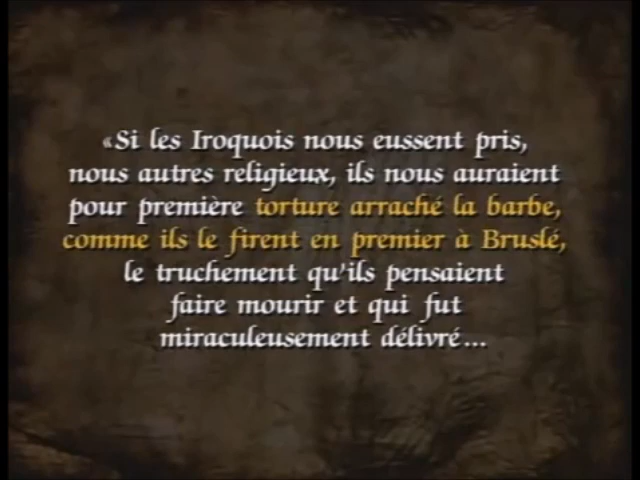 «Si les Iroquois nous eussent pris,
nous autres religieux, ils nous auraient
pour première torture arraché la barbe,
comme ils le firent en premier à Bruslé,
le truchement qu'ils pensaient
faire mourir et qui fut
miraculeusement délivré...